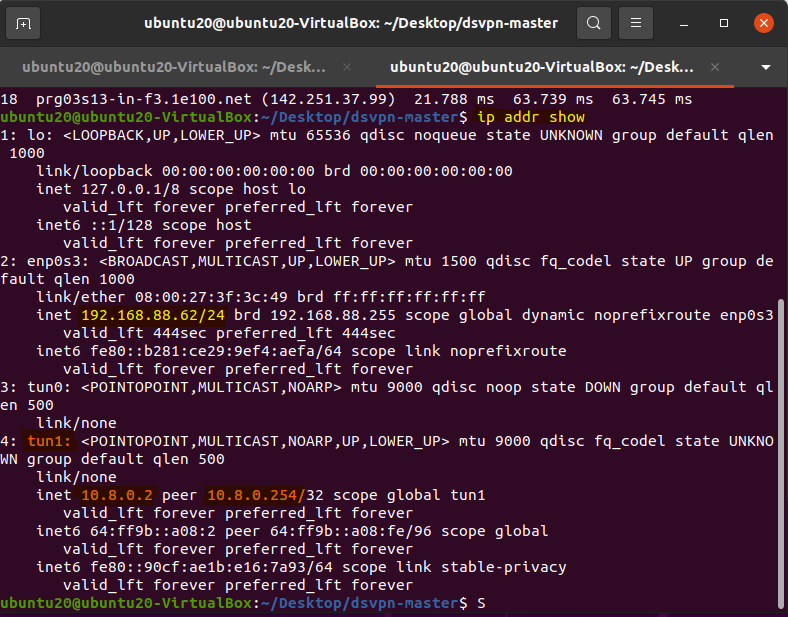 ubuntu20@ubuntu20-VirtualBox: ~/Desktop/dsvpn-master
ubuntu20@ubuntu20-VirtualBox: ~/Desk...
ubuntu20@ubuntu20-VirtualBox: ~/Desk...
18  prg03s13-in-f3.1e100.net (142.251.37.99)  21.788 ms  63.739 ms  63.745 ms
ubuntu20@ubuntu20-VirtualBox:~/Desktop/dsvpn-master$ ip addr show
1: lo: <LOOPBACK,UP,LOWER_UP> mtu 65536 qdisc noqueue state UNKNOWN group default qlen
 1000
    link/loopback 00:00:00:00:00:00 brd 00:00:00:00:00:00
    inet 127.0.0.1/8 scope host lo
       valid_lft forever preferred_lft forever
    inet6 ::1/128 scope host
       valid_lft forever preferred_lft forever
2: enp0s3: <BROADCAST,MULTICAST,UP,LOWER_UP> mtu 1500 qdisc fq_codel state UP group de
fault qlen 1000
    link/ether 08:00:27:3f:3c:49 brd ff:ff:ff:ff:ff:ff
    inet 192.168.88.62/24 brd 192.168.88.255 scope global dynamic noprefixroute enp0s3
       valid_lft 444sec preferred_lft 444sec
    inet6 fe80::b281:ce29:9ef4:aefa/64 scope link noprefixroute
       valid_lft forever preferred_lft forever
3: tun0: <POINTOPOINT,MULTICAST,NOARP> mtu 9000 qdisc noop state DOWN group default ql
en 500
    link/none
4: tun1: <POINTOPOINT,MULTICAST,NOARP,UP,LOWER_UP> mtu 9000 qdisc fq_codel state UNKNO
WN group default qlen 500
    link/none
    inet 10.8.0.2 peer 10.8.0.254/32 scope global tun1
       valid_lft forever preferred_lft forever
    inet6 64:ff9b::a08:2 peer 64:ff9b::a08:fe/96 scope global
       valid_lft forever preferred_lft forever
    inet6 fe80::90cf:ae1b:e16:7a93/64 scope link stable-privacy
       valid_lft forever preferred_lft forever
ubuntu20@ubuntu20-VirtualBox:~/Desktop/dsvpn-master$ S